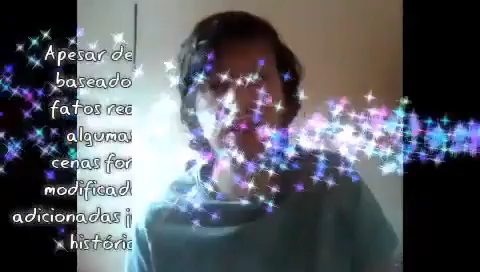 Apesar de
baseado
fatos rea
algumas
cenas for
modificad
adicionadas
históri